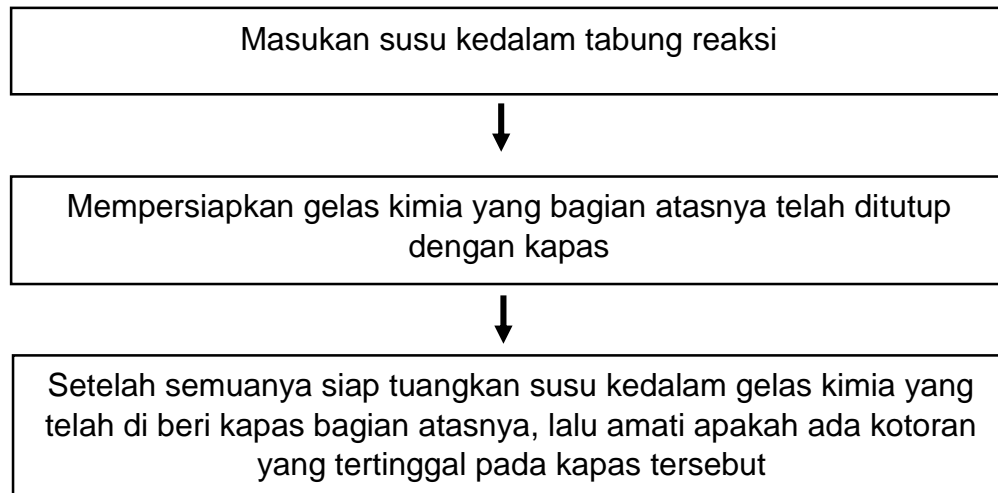 Masukan susu kedalam tabung reaksi
Mempersiapkan gelas kimia yang bagian atasnya telah ditutup
dengan kapas
Setelah semuanya siap tuangkan susu kedalam gelas kimia yang
telah di beri kapas bagian atasnya, lalu amati apakah ada kotoran
yang tertinggal pada kapas tersebut